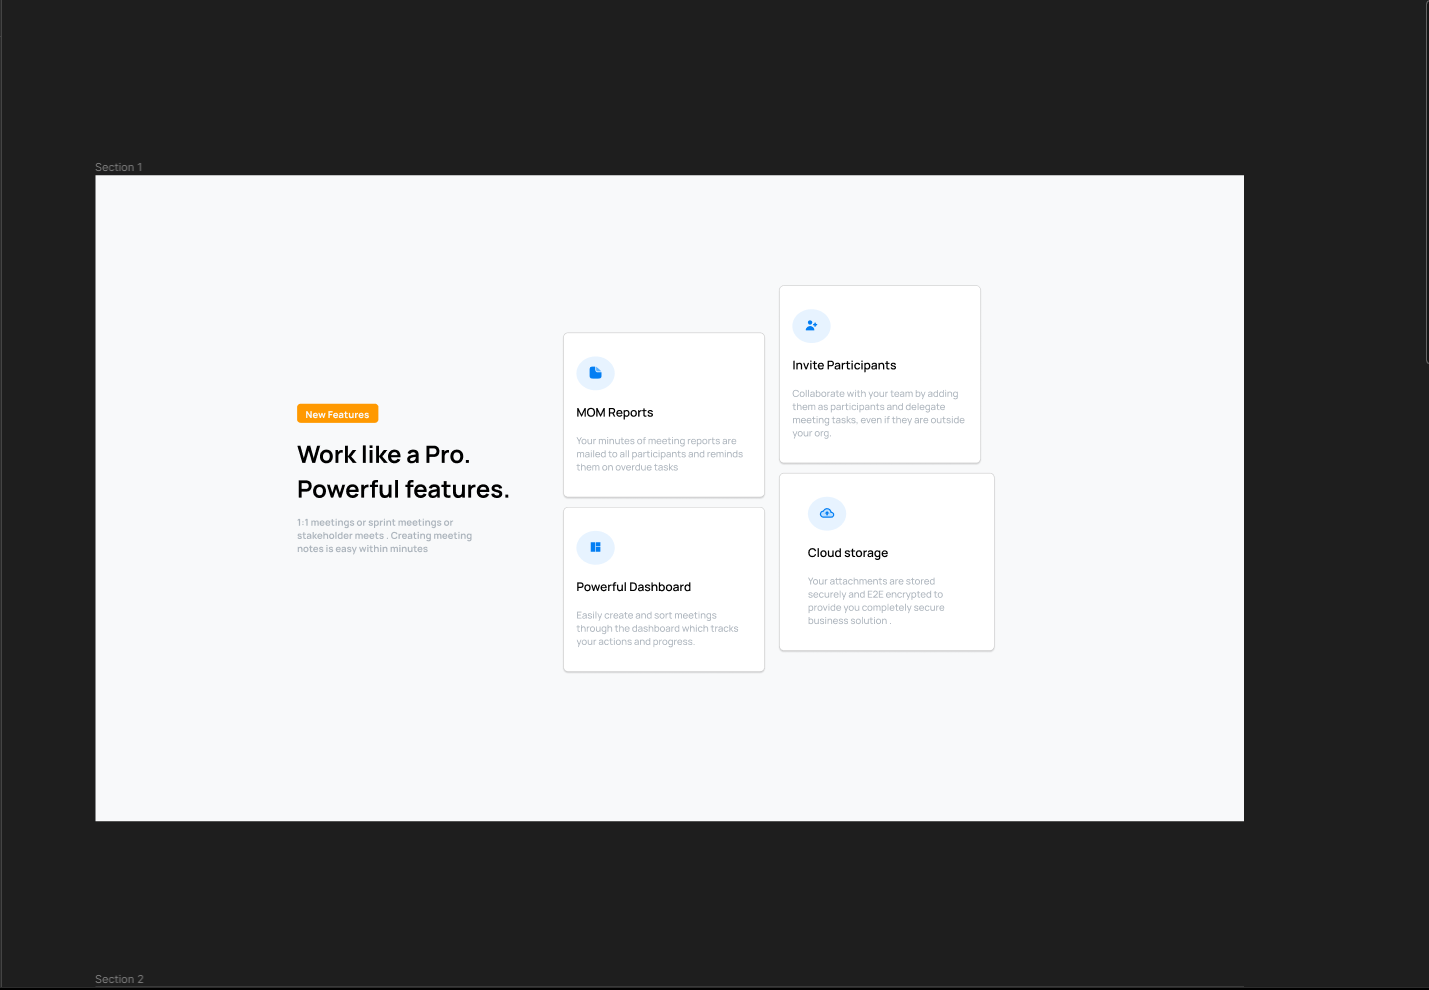 Section 1
New Features
Work like a Pro.
Powerful features.
1:1 meetings or sprint meetings or
stakeholder meets . Creating meeting
notes is easy within minutes
MOM Reports
Your minutes of meeting reports are
mailed to all participants and reminds
them on overdue tasks
Powerful Dashboard
Easily create and sort meetings
through the dashboard which tracks
your actions and progress.
Invite Participants
Collaborate with your team by adding
them as participants and delegate
meeting tasks, even if they are outside
your org.
Cloud storage
Your attachments are stored
securely and E2E encrypted to
provide you completely secure
business solution .
Section 2